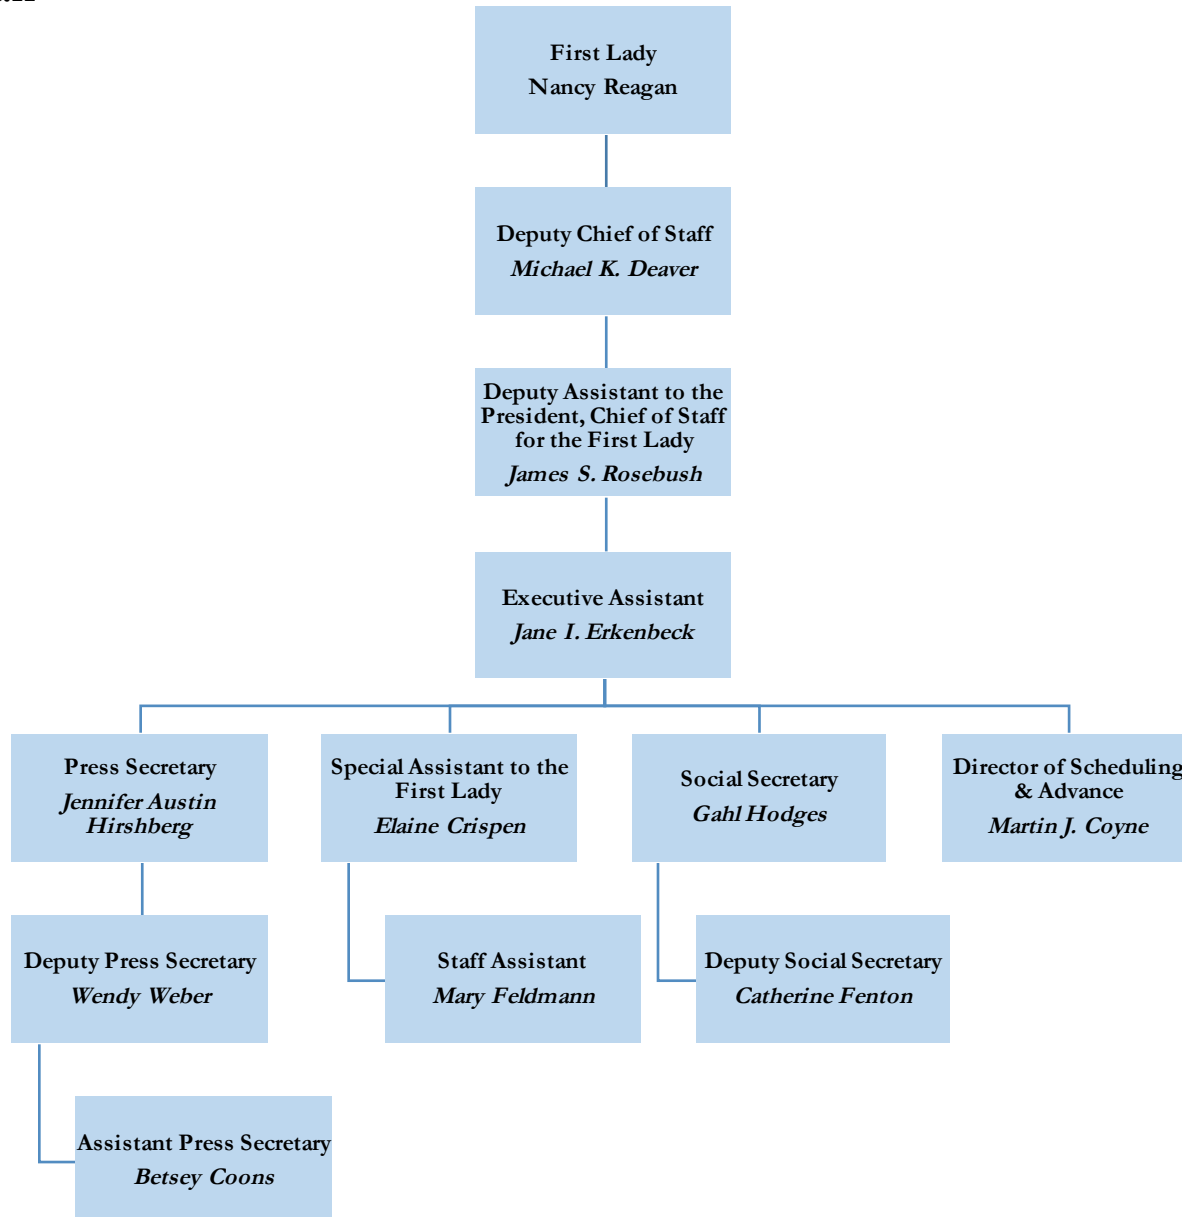 First Lady
Nancy Reagan
Deputy Chief of Staff
Michael K. Deaver
Deputy Assistant to the
President, Chief of Staff
for the First Lady
James S. Rosebush
Executive Assistant
Jane I. Erkenbeck
Press Secretary
Jennifer Austin
Hirshberg
Special Assistant to the
First Lady
Elaine Crispen
Social Secretary
Gahl Hodges
Director of Scheduling
& Advance
Martin J. Coyne
Deputy Press Secretary
Wendy Weber
Staff Assistant
Mary Feldmann
Deputy Social Secretary
Catherine Fenton
Assistant Press Secretary
Betsey Coons